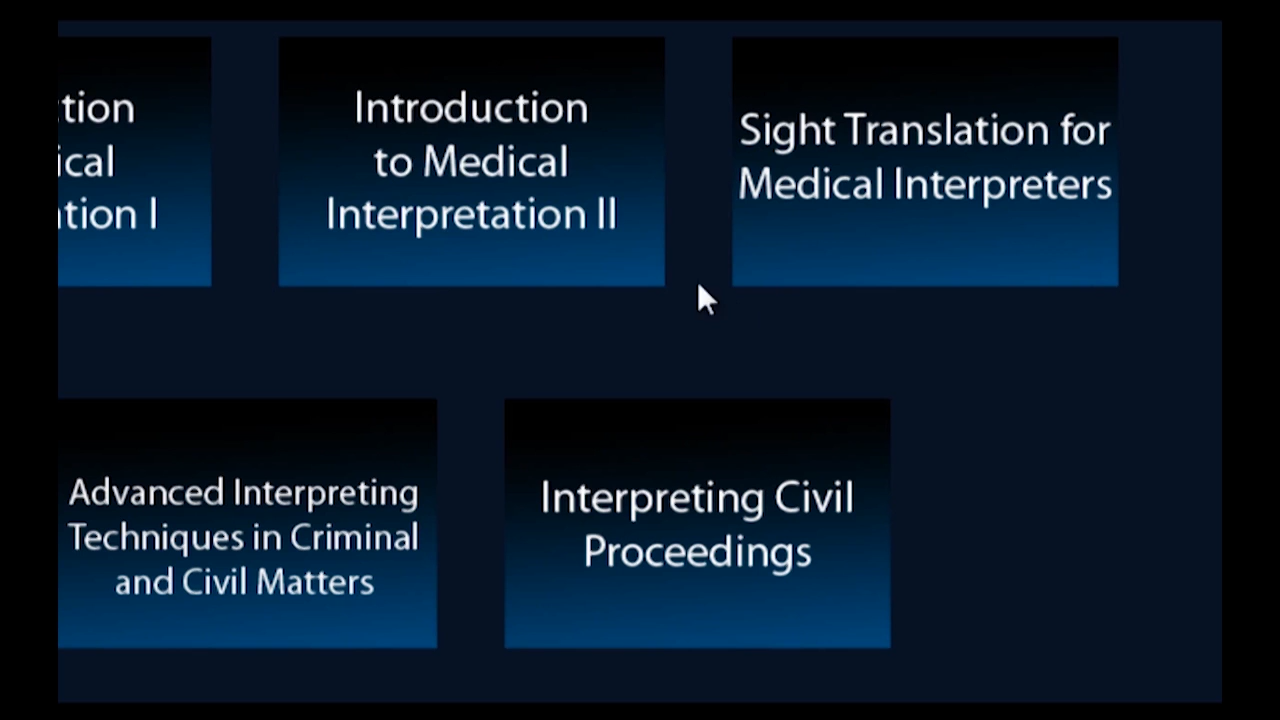 tion
ical
tion I
Introduction
to Medical
Interpretation II
Sight Translation for
Medical Interpreters
Advanced Interpreting
Techniques in Criminal
and Civil Matters
Interpreting Civil
Proceedings